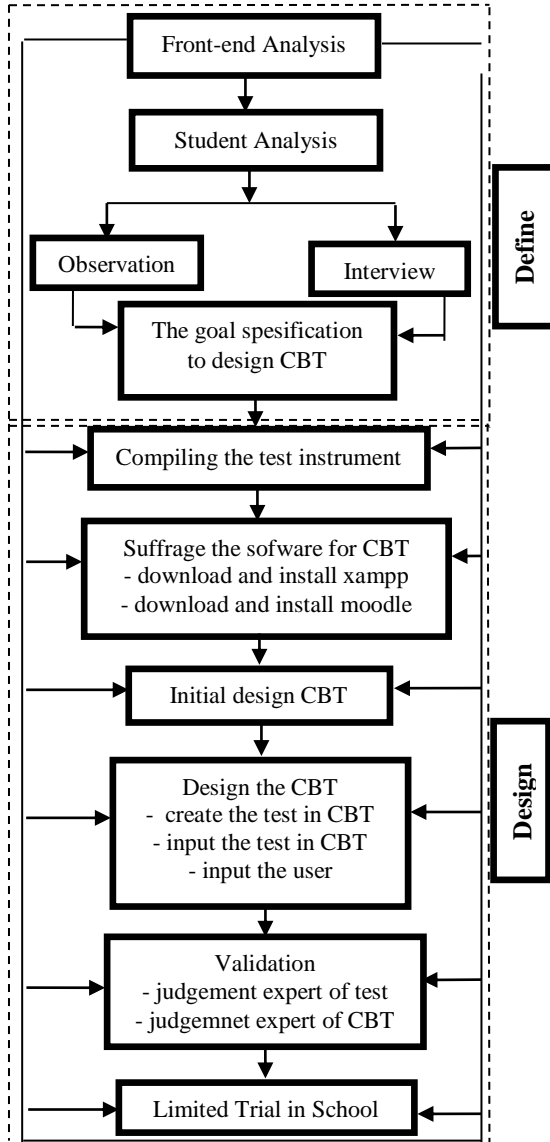 Front-end Analysis
Student Analysis
Observation
Interview
The goal spesification
to design CBT
Define
Compiling the test instrument
Suffrage the sofware for CBT
- download and install xampp
- download and install moodle
Initial design CBT
Design the CBT
- create the test in CBT
- input the test in CBT
- input the user
Design
Validation
- judgement expert of test
- judgemnet expert of CBT
Limited Trial in School